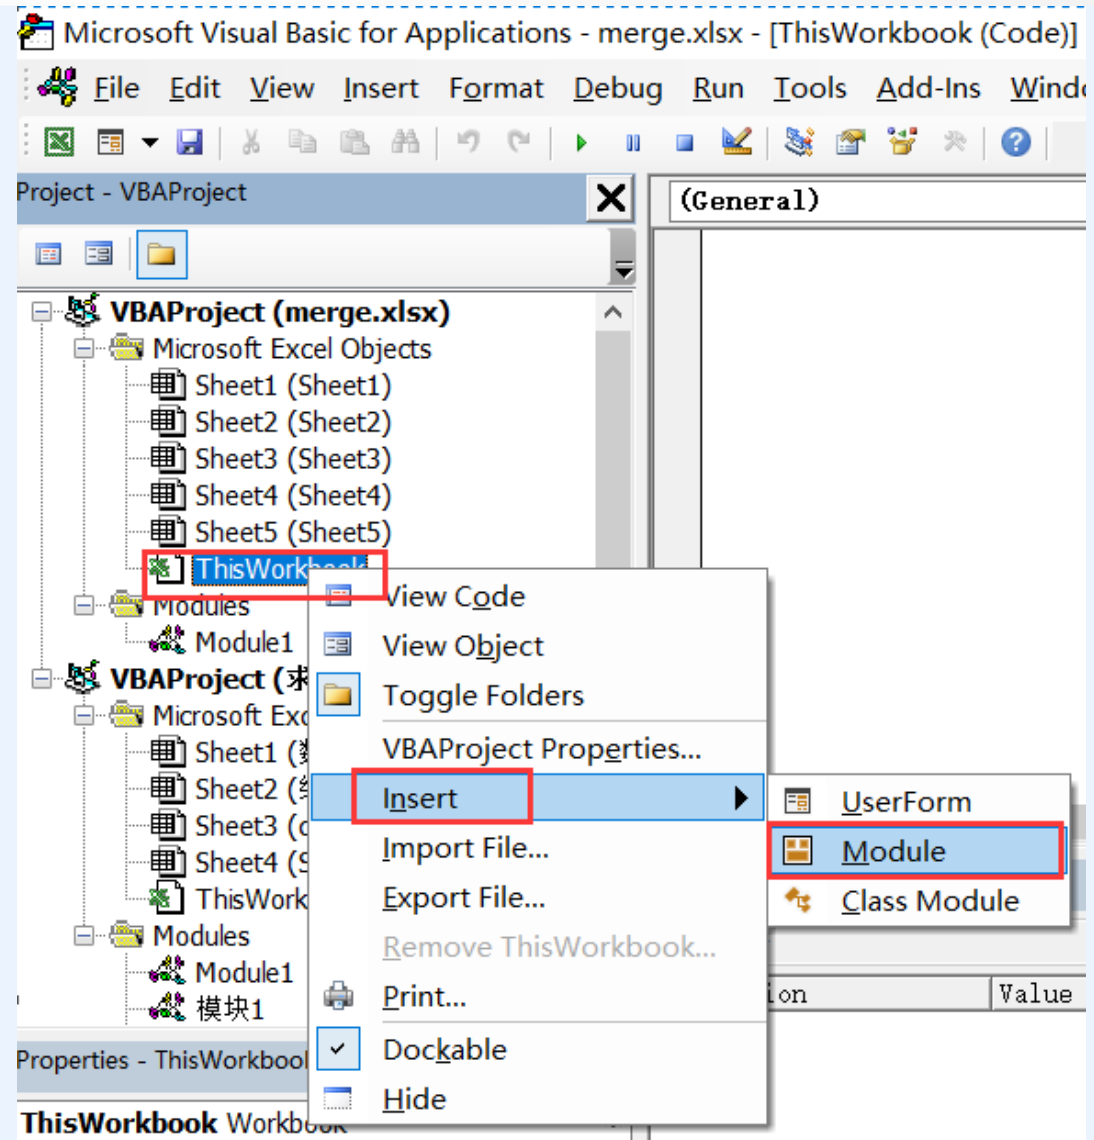 Microsoft Visual Basic for Applications - merge.xlsx - [ThisWorkbook (Code)]
File Edit View Insert Format Debug Run Tools Add-Ins
Project - VBAProject
(General)
VBAProject (merge.xlsx)
Microsoft Excel Objects
Sheet1 (Sheet1)
Sheet2 (Sheet2)
Sheet3 (Sheet3)
Sheet4 (Sheet4)
Sheet5 (Sheet5)
ThisWorkbook
Modules
Module1
VBAProject (求
Microsoft Exc
Sheet1 (
Sheet2 (
Sheet3 (
Sheet4 (S
ThisWork
Modules
Module1
模块1
View Code
View Object
Toggle Folders
VBAProject Properties...
Insert
Import File...
Export File...
Remove ThisWorkbook...
Print...
Dockable
Hide
UserForm
Module
Class Module
ion
Value
Properties - ThisWorkbook
ThisWorkbook Workbook